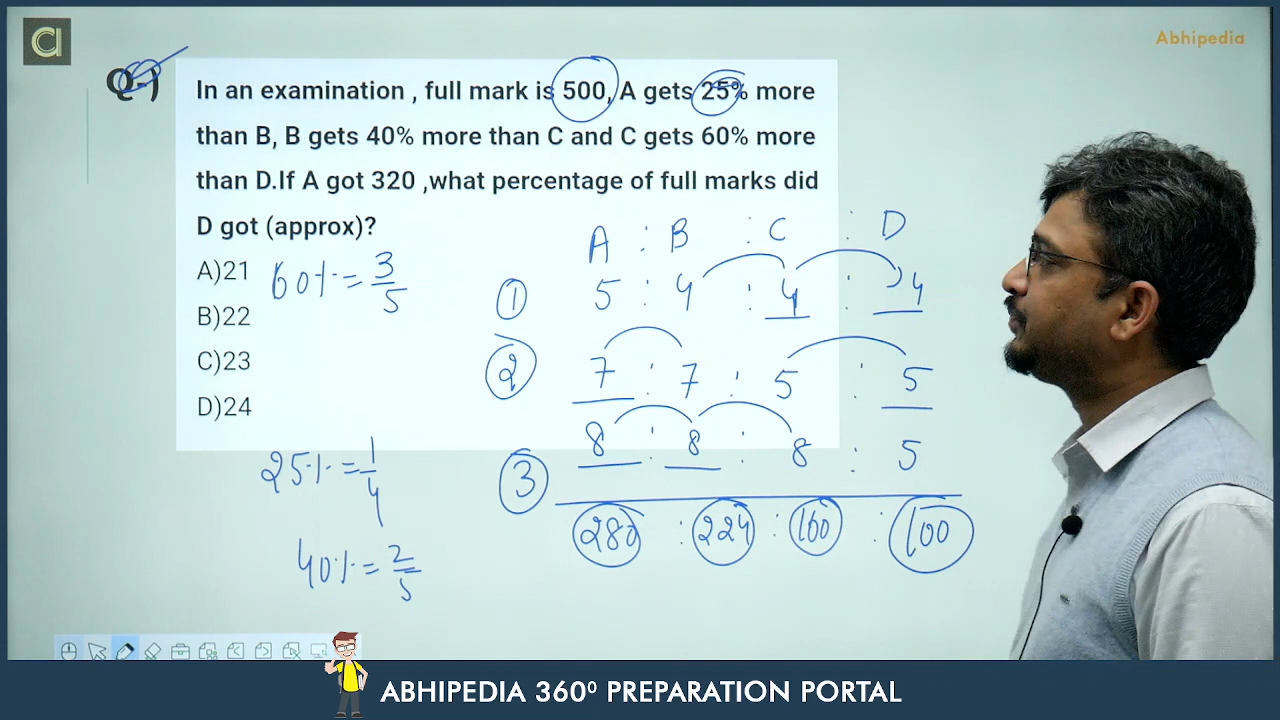 a
Abhipedia
Q-1
In an examination , full mark is 500, A gets 25% more
than B, B gets 40% more than C and C gets 60% more
than D.If A got 320 ,what percentage of full marks did
D got (approx)?
A)21
B)22
C)23
D)24
60% = 3/5
25% = 1/4
40% = 2/5
A : B : C : D
① 5 : 4 : 4 : 4
② 7 : 7 : 5 : 5
③ 8 : 8 : 8 : 5
280 : 224 : 160 : 100
ABHIPEDIA 360⁰ PREPARATION PORTAL